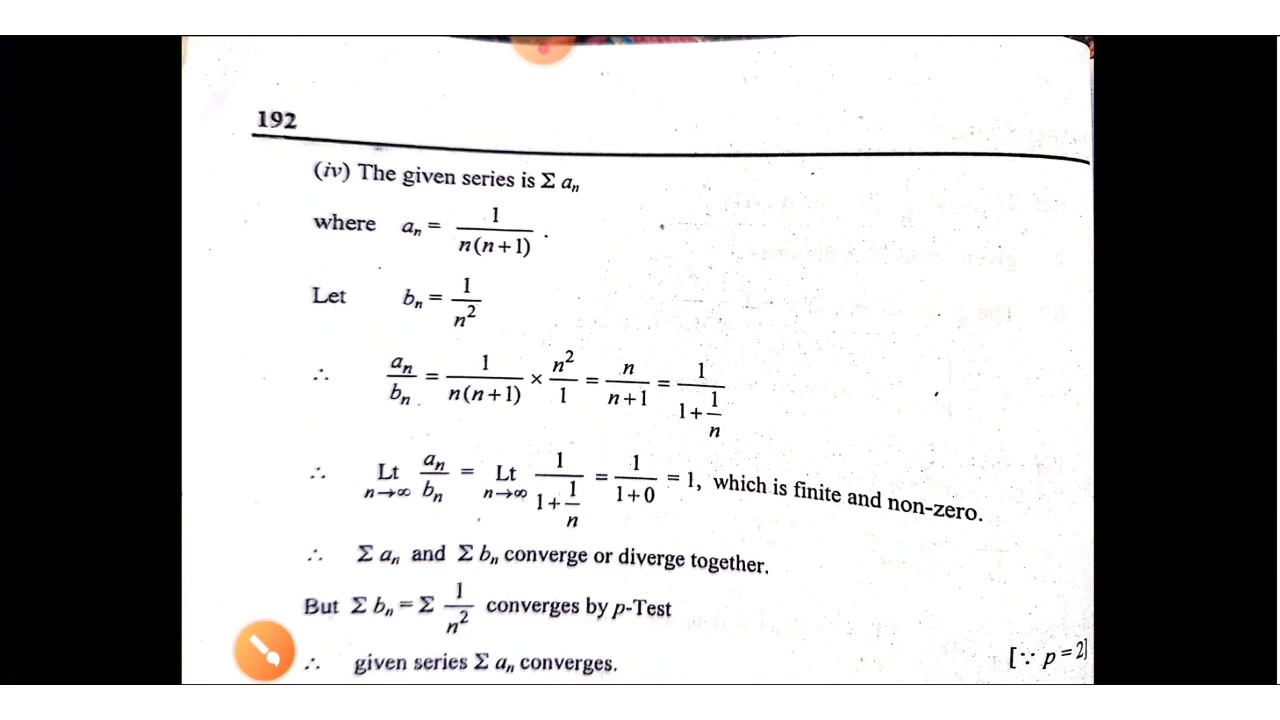 192
(iv) The given series is Σ aₙ
where aₙ = 1/(n(n+1)) .
Let bₙ = 1/n²
∴ aₙ/bₙ = 1/(n(n+1)) × n²/1 = n/(n+1) = 1/(1+1/n)
∴ Lt n→∞ aₙ/bₙ = Lt n→∞ 1/(1+1/n) = 1/(1+0) = 1, which is finite and non-zero.
∴ Σ aₙ and Σ bₙ converge or diverge together.
But Σ bₙ = Σ 1/n² converges by p-Test
[∵ p = 2]
∴ given series Σ aₙ converges.